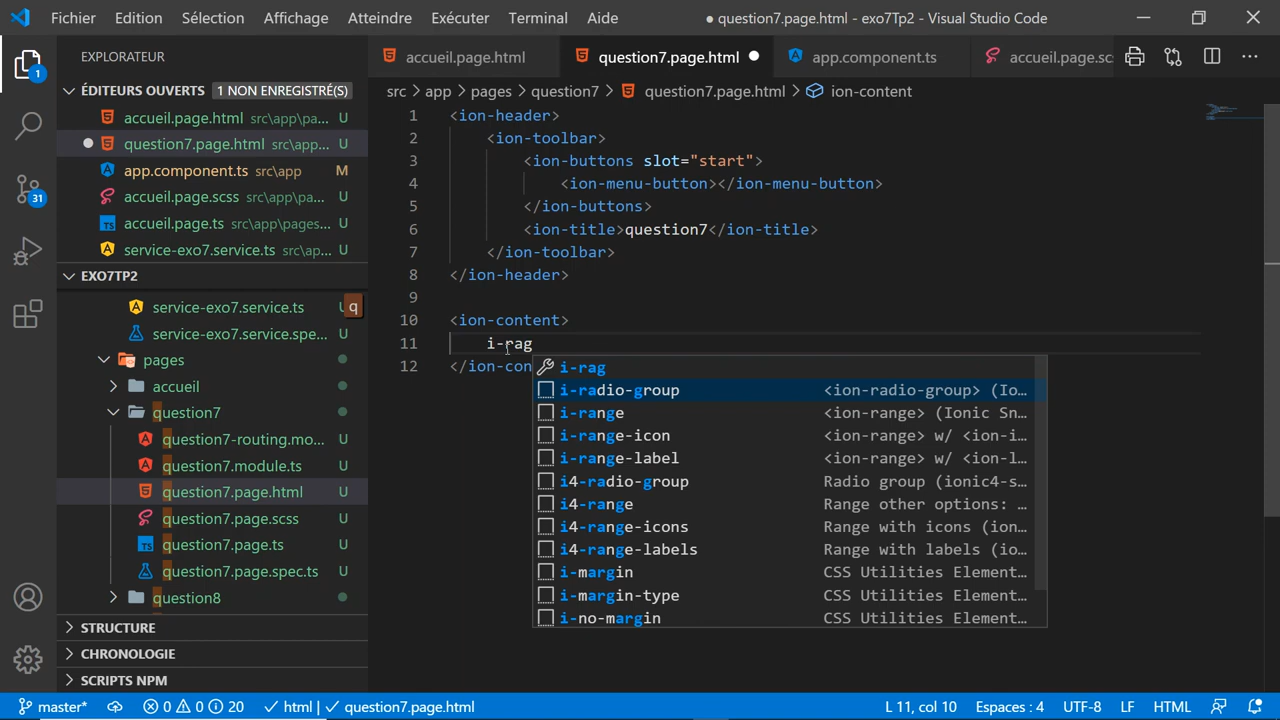 Fichier Edition Sélection Affichage Atteindre Exécuter Terminal Aide ● question7.page.html - exo7Tp2 - Visual Studio Code
EXPLORATEUR
ÉDITEURS OUVERTS 1 NON ENREGISTRÉ(S)
accueil.page.html src\app\pa... U
question7.page.html src\app... U
app.component.ts src\app M
accueil.page.scss src\app\pa... U
accueil.page.ts src\app\pages... U
service-exo7.service.ts src\ap... U
EXO7TP2
service-exo7.service.ts U
q
service-exo7.service.spe... U
pages
accueil
question7
question7-routing.mo... U
question7.module.ts U
question7.page.html U
question7.page.scss U
question7.page.ts U
question7.page.spec.ts U
question8
STRUCTURE
CHRONOLOGIE
SCRIPTS NPM
1
31
accueil.page.html question7.page.html ● app.component.ts accueil.page.sc
src > app > pages > question7 > question7.page.html > ion-content
1 <ion-header>
2 <ion-toolbar>
3 <ion-buttons slot="start">
4 <ion-menu-button></ion-menu-button>
5 </ion-buttons>
6 <ion-title>question7</ion-title>
7 </ion-toolbar>
8 </ion-header>
9
10 <ion-content>
11 i-rag
12 </ion-con
i-rag
i-radio-group <ion-radio-group> (Io...
i-range <ion-range> (Ionic Sn...
i-range-icon <ion-range> w/ <ion-i...
i-range-label <ion-range> w/ <ion-l...
i4-radio-group Radio group (ionic4-s...
i4-range Range other options: ...
i4-range-icons Range with icons (ion...
i4-range-labels Range with labels (io...
i-margin CSS Utilities Element...
i-margin-type CSS Utilities Element...
i-no-margin CSS Utilities Element...
master* 0 0 20 html | question7.page.html L 11, col 10 Espaces : 4 UTF-8 LF HTML